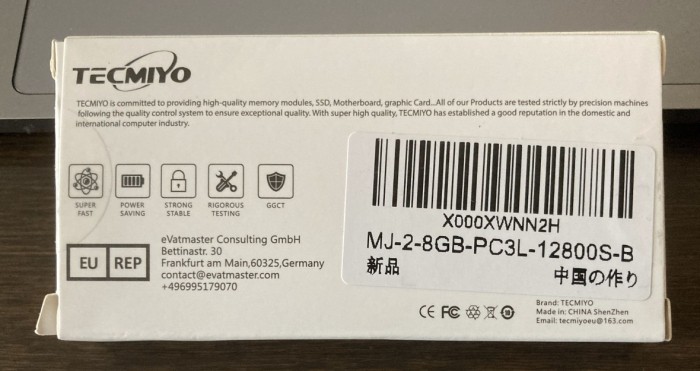 TECMIYO
TECMIYO is committed to providing high-quality memory modules, SSD, Motherboard, graphic Card...All of our Products are tested strictly by precision machines
following the quality control system to ensure exceptional quality. With super high quality, TECMIYO has established a good reputation in the domestic and
international computer industry.
SUPER FAST
POWER SAVING
STRONG STABLE
RIGOROUS TESTING
GGCT
EU REP
eVatmaster Consulting GmbH
Bettinastr. 30
Frankfurt am Main,60325,Germany
contact@evatmaster.com
+496995179070
X000XWNN2H
MJ-2-8GB-PC3L-12800S-B
新品
中国の作り
CE FC
Brand: TECMIYO
Made in: CHINA ShenZhen
Email: tecmiyoeu@163.com